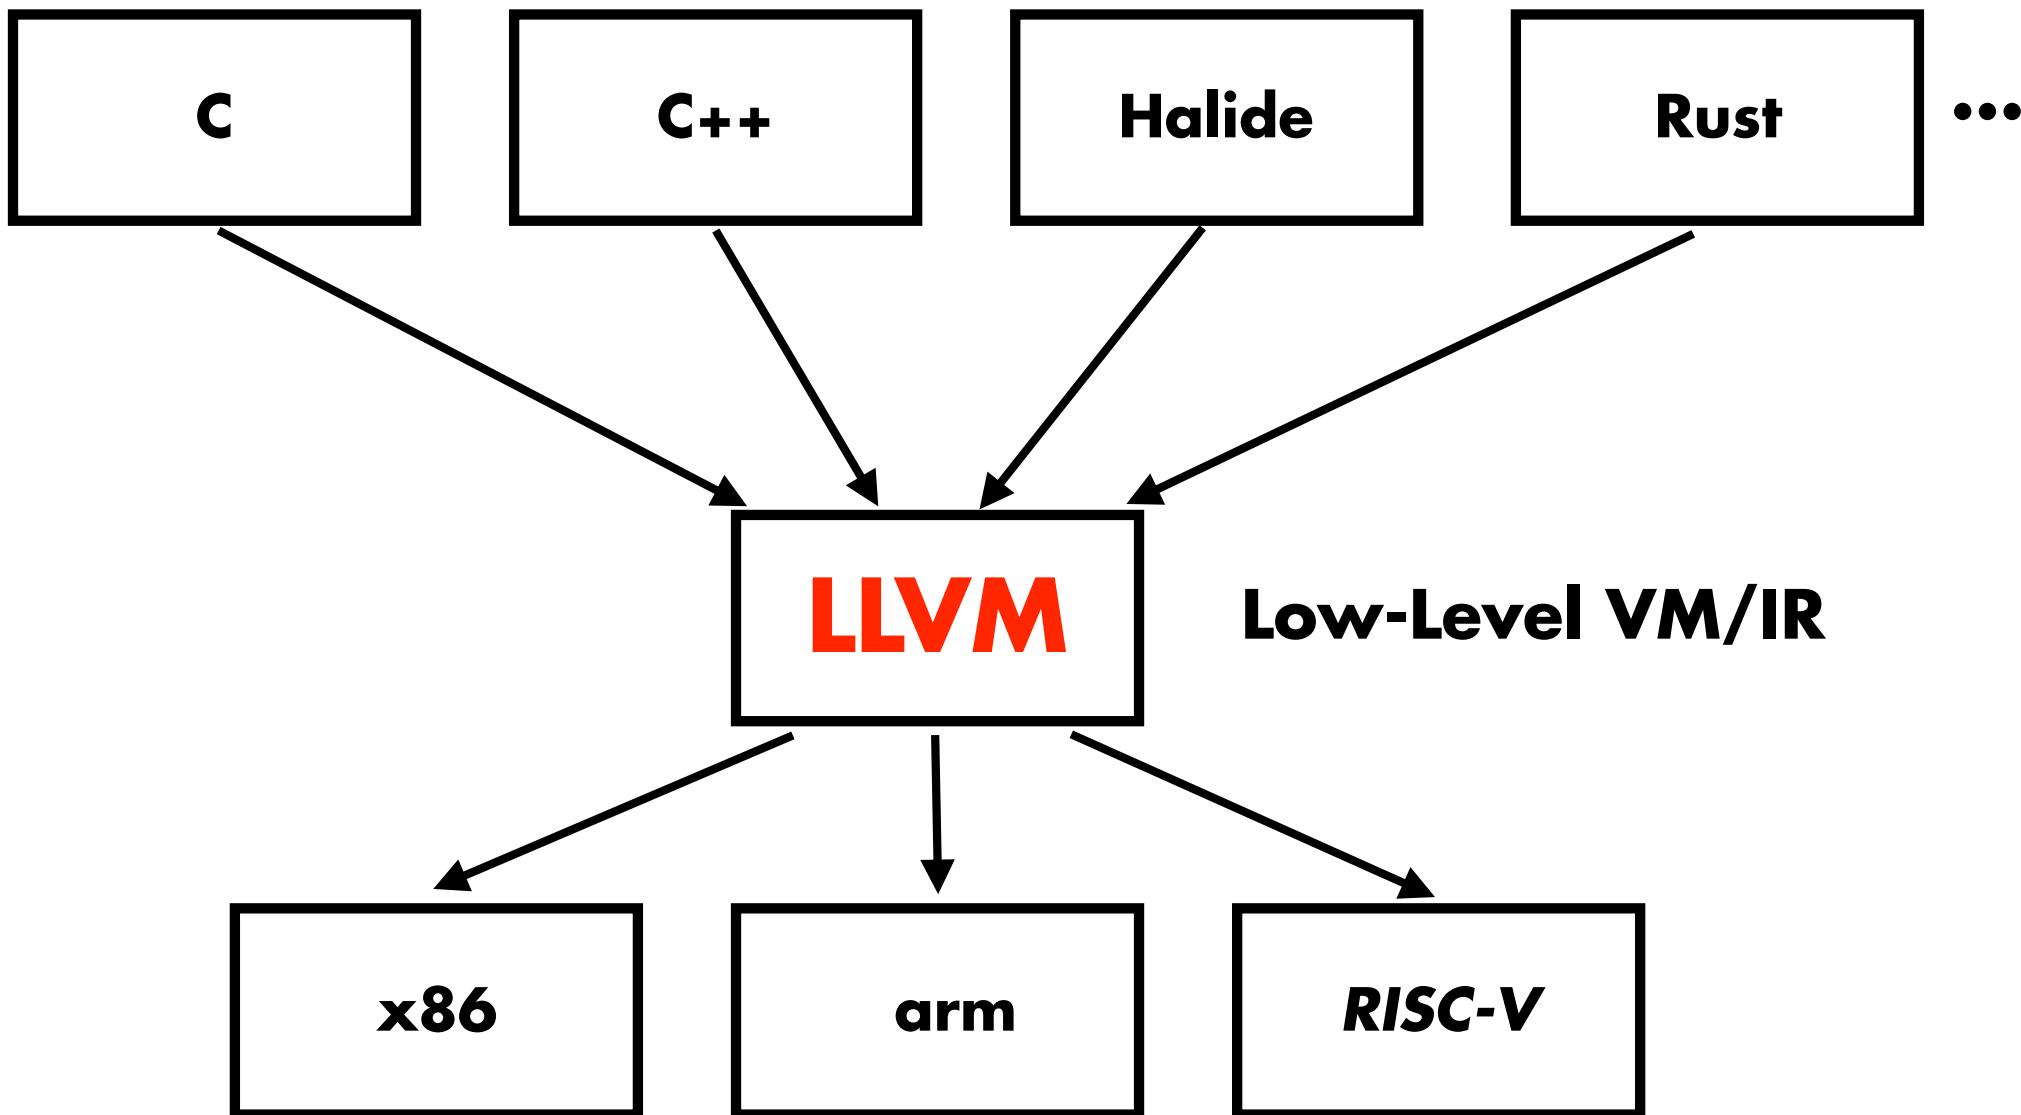 C
C++
Halide
Rust
•••
LLVM
Low-Level VM/IR
x86
arm
RISC-V